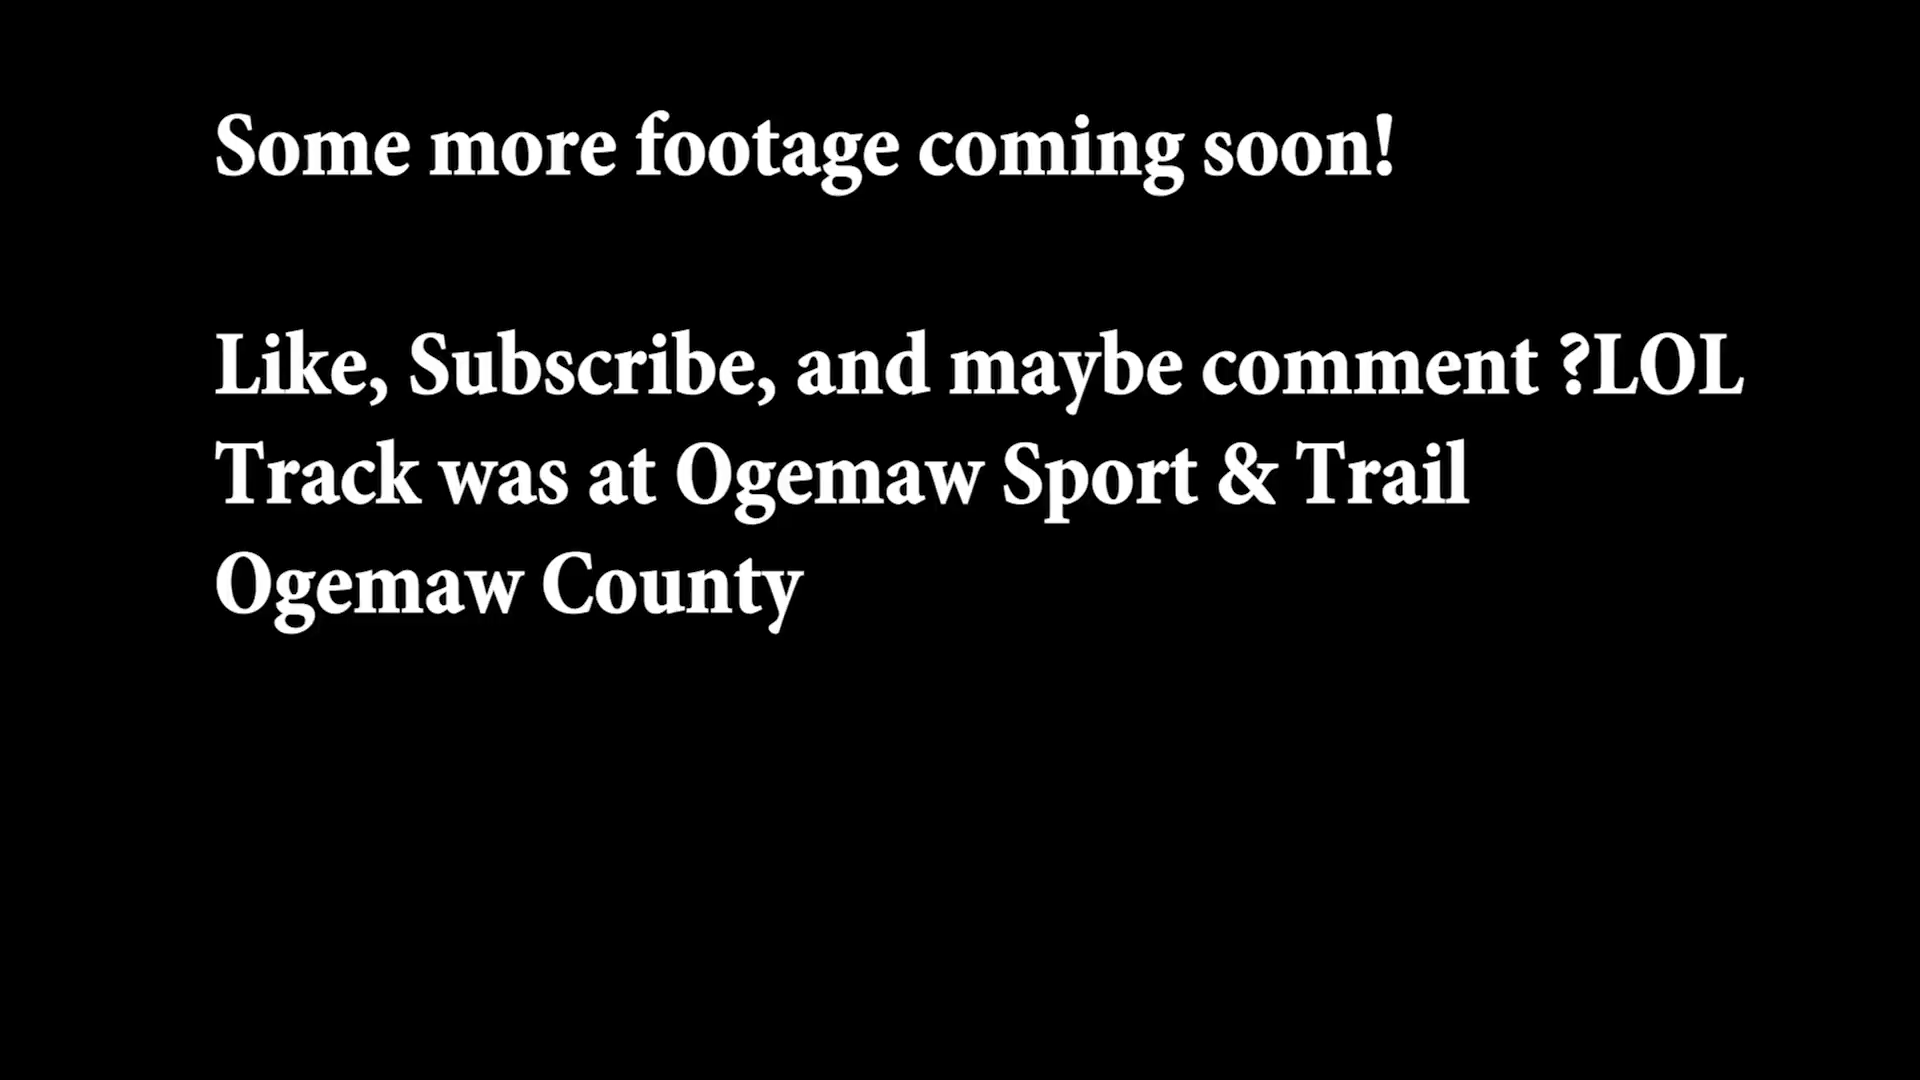 Some more footage coming soon!
Like, Subscribe, and maybe comment ?LOL
Track was at Ogemaw Sport & Trail
Ogemaw County